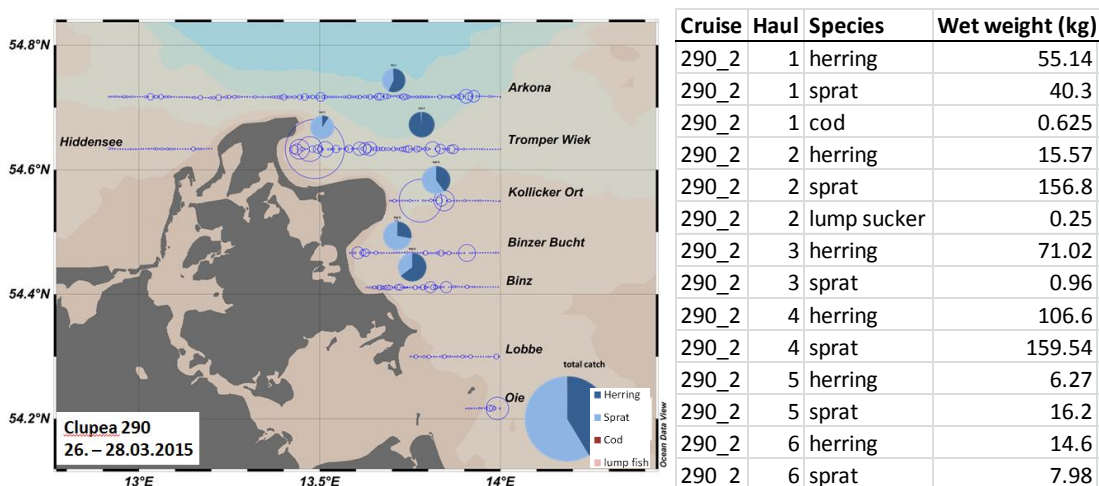 54.8°N
54.6°N
54.4°N
54.2°N
Arkona
Hiddensee
Tromper Wiek
Kollicker Ort
Binzer Bucht
Binz
Lobbe
Oie
total catch
Herring
Sprat
Cod
lump fish
Clupea 290
26. – 28.03.2015
Ocean Data View
13°E
13.5°E
14°E
Cruise Haul Species Wet weight (kg)
290_2 1 herring 55.14
290_2 1 sprat 40.3
290_2 1 cod 0.625
290_2 2 herring 15.57
290_2 2 sprat 156.8
290_2 2 lump sucker 0.25
290_2 3 herring 71.02
290_2 3 sprat 0.96
290_2 4 herring 106.6
290_2 4 sprat 159.54
290_2 5 herring 6.27
290_2 5 sprat 16.2
290_2 6 herring 14.6
290_2 6 sprat 7.98